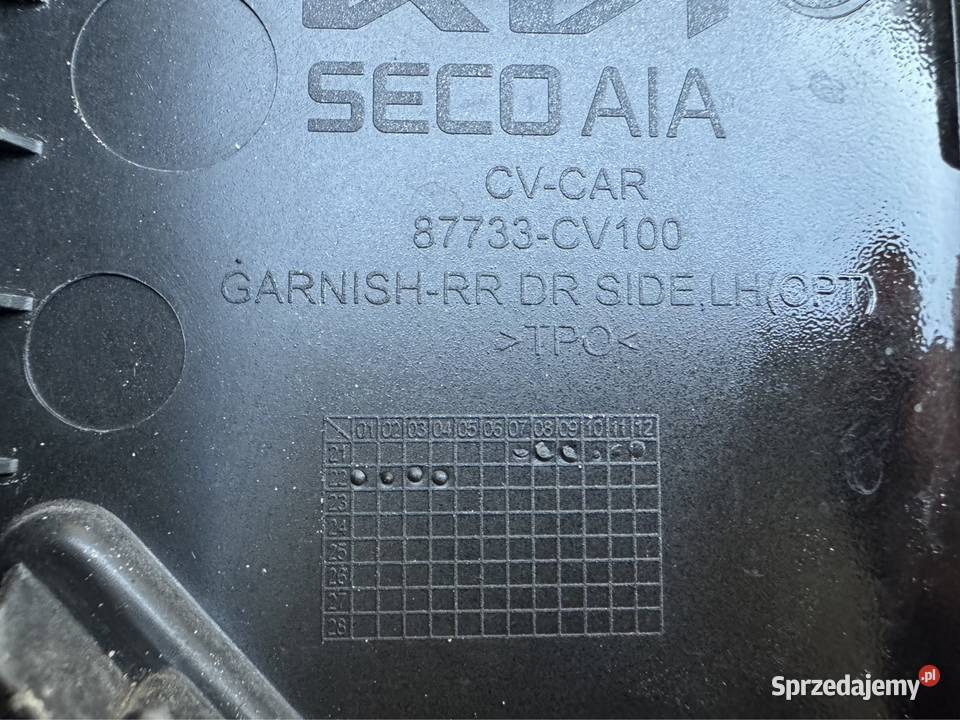 SECO AIA
CV-CAR
87733-CV100
GARNISH-RR DR SIDE,LH(OPT)
>TPO<
01 02 03 04 05 06 07 08 09 10 11 12
21
22
23
24
25
26
27
28
Sprzedajemy.pl